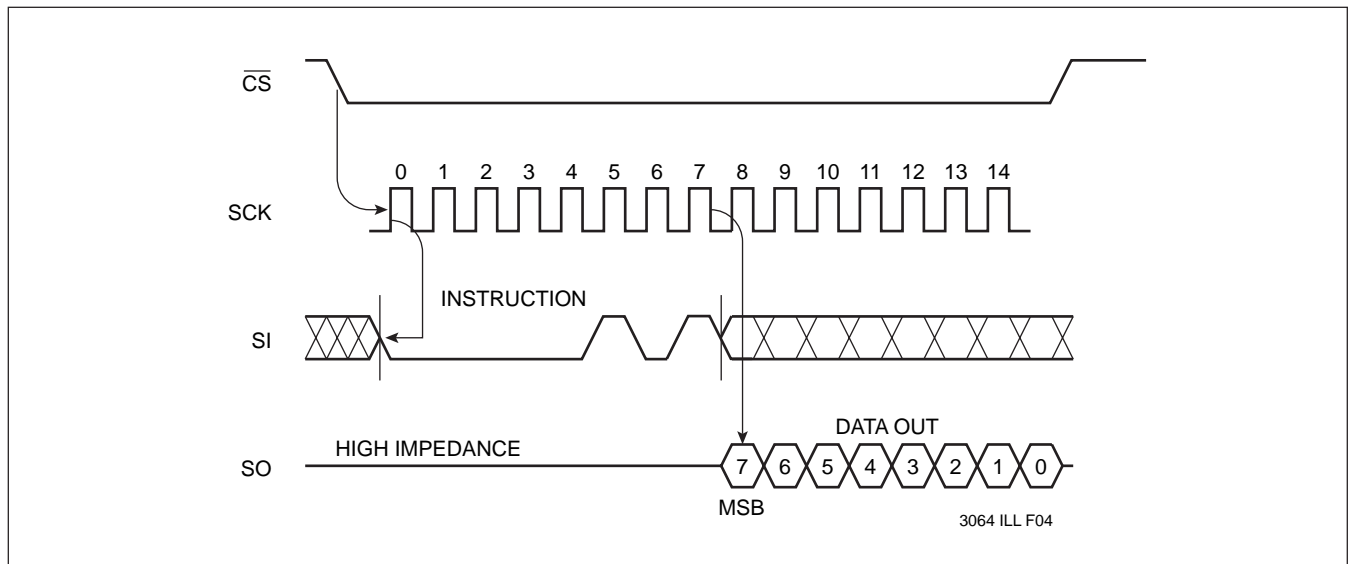 C̅S̅
0 1 2 3 4 5 6 7 8 9 10 11 12 13 14
SCK
INSTRUCTION
SI
DATA OUT
HIGH IMPEDANCE
SO
7 6 5 4 3 2 1 0
MSB
3064 ILL F04